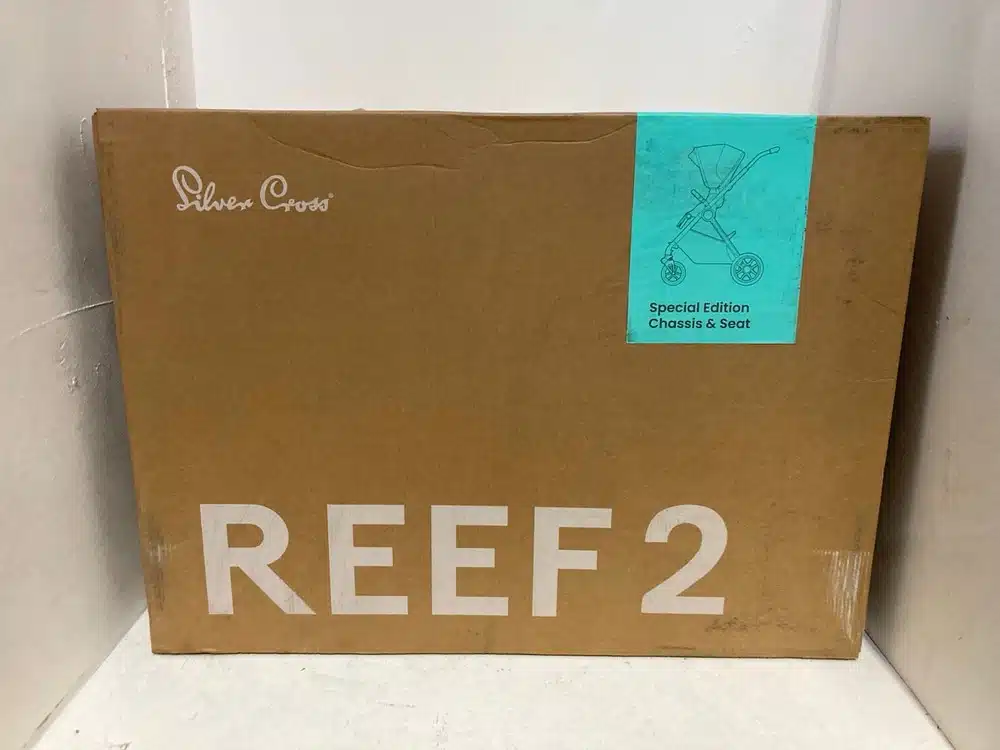 Silver Cross
Special Edition
Chassis & Seat
REEF 2